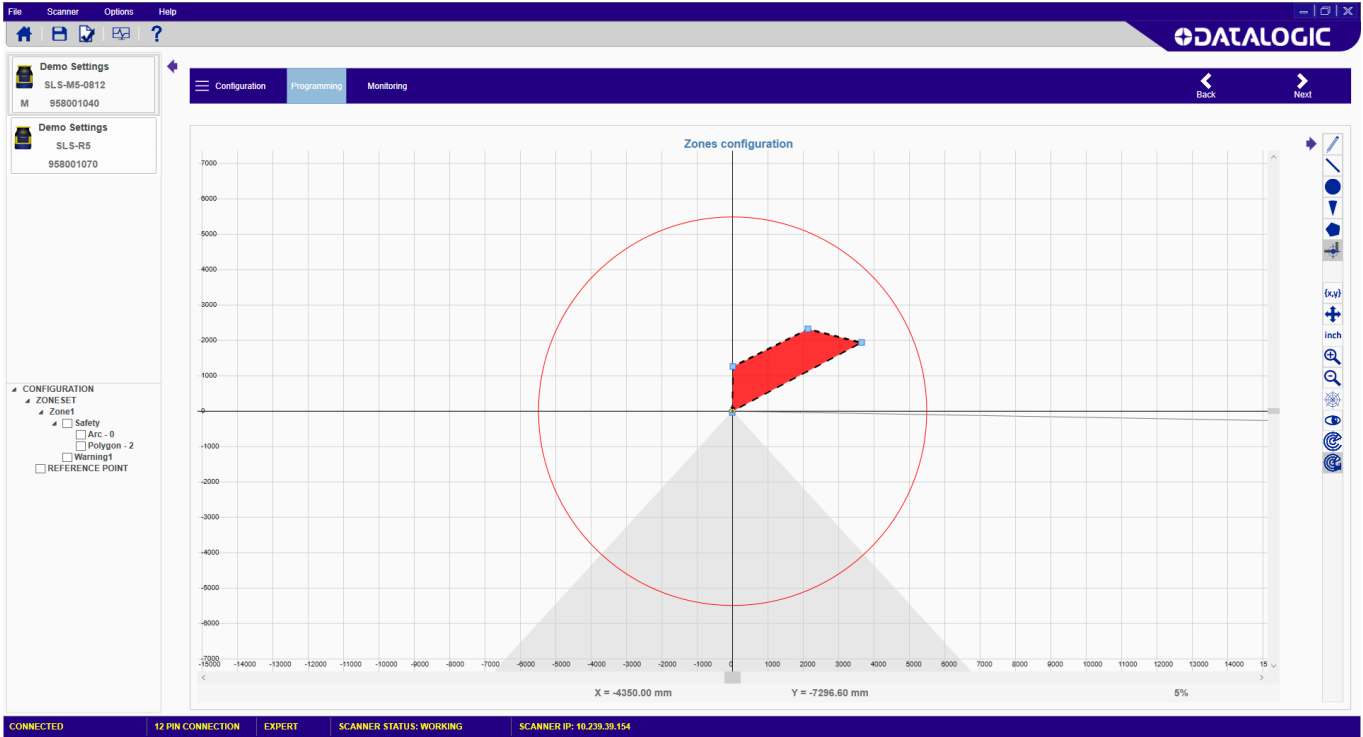 File Scanner Options Help
DATALOGIC
Demo Settings
SLS-M5-0812
M 958001040
Demo Settings
SLS-R5
958001070
Configuration Programming Monitoring Back Next
Zones configuration
7000
6000
5000
4000
3000
2000
1000
0
-1000
-2000
-3000
-4000
-5000
-6000
-7000
-15000 -14000 -13000 -12000 -11000 -10000 -9000 -8000 -7000 -6000 -5000 -4000 -3000 -2000 -1000 0 1000 2000 3000 4000 5000 6000 7000 8000 9000 10000 11000 12000 13000 14000 15
X = -4350.00 mm Y = -7296.60 mm 5%
{x,y}
inch
CONFIGURATION
ZONESET
Zone1
Safety
Arc - 0
Polygon - 2
Warning1
REFERENCE POINT
CONNECTED 12 PIN CONNECTION EXPERT SCANNER STATUS: WORKING SCANNER IP: 10.239.39.154